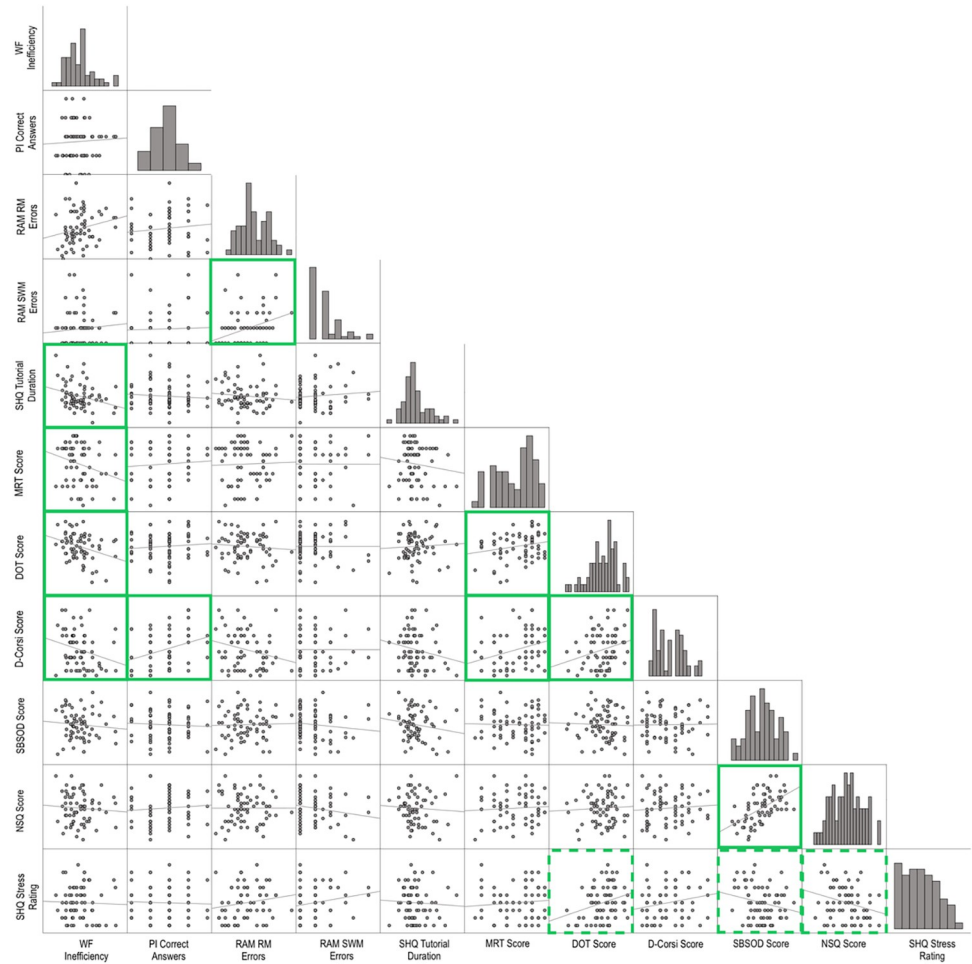 WF
Inefficiency
PI Correct
Answers
RAM RM
Errors
RAM SWM
Errors
SHQ Tutorial
Duration
MRT Score
DOT Score
D-Corsi Score
SBSOD Score
NSQ Score
SHQ Stress
Rating
WF
Inefficiency
PI Correct
Answers
RAM RM
Errors
RAM SWM
Errors
SHQ Tutorial
Duration
MRT Score
DOT Score
D-Corsi Score
SBSOD Score
NSQ Score
SHQ Stress
Rating